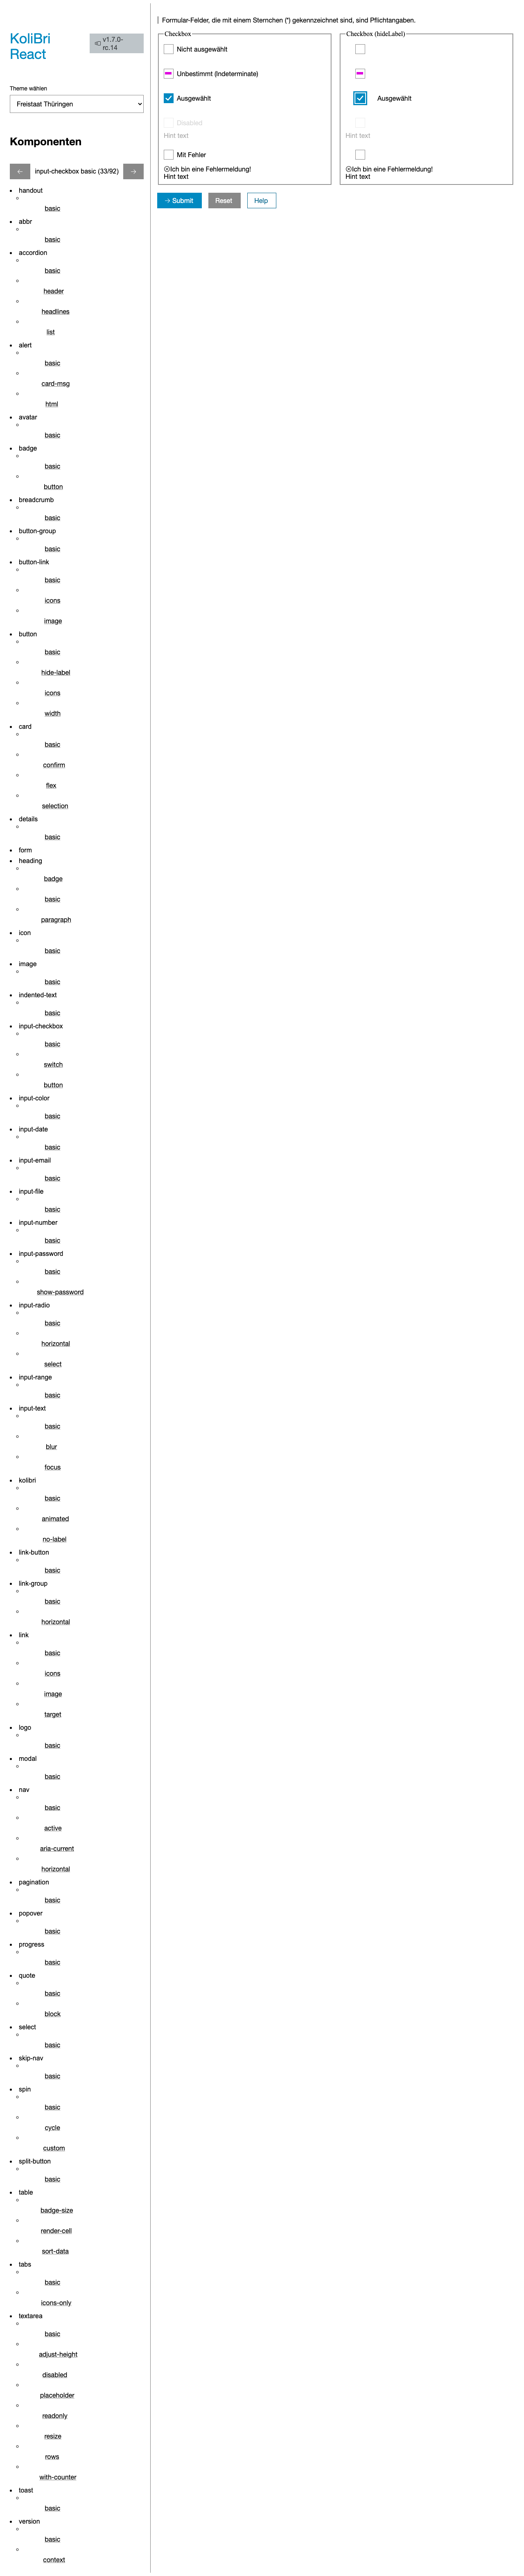 KoliBri
React
v1.7.0-
rc.14
Theme wählen
Freistaat Thüringen
Komponenten
input-checkbox basic (33/92)
handout
basic
abbr
basic
accordion
basic
header
headlines
list
alert
basic
card-msg
html
avatar
basic
badge
basic
button
breadcrumb
basic
button-group
basic
button-link
basic
icons
image
button
basic
hide-label
icons
width
card
basic
confirm
flex
selection
details
basic
form
heading
badge
basic
paragraph
icon
basic
image
basic
indented-text
basic
input-checkbox
basic
switch
button
input-color
basic
input-date
basic
input-email
basic
input-file
basic
input-number
basic
input-password
basic
show-password
input-radio
basic
horizontal
select
input-range
basic
input-text
basic
blur
focus
kolibri
basic
animated
no-label
link-button
basic
link-group
basic
horizontal
link
basic
icons
image
target
logo
basic
modal
basic
nav
basic
active
aria-current
horizontal
pagination
basic
popover
basic
progress
basic
quote
basic
block
select
basic
skip-nav
basic
spin
basic
cycle
custom
split-button
basic
table
badge-size
render-cell
sort-data
tabs
basic
icons-only
textarea
basic
adjust-height
disabled
placeholder
readonly
resize
rows
with-counter
toast
basic
version
basic
context
Formular-Felder, die mit einem Sternchen (*) gekennzeichnet sind, sind Pflichtangaben.
Checkbox
Nicht ausgewählt
Unbestimmt (Indeterminate)
Ausgewählt
Disabled
Hint text
Mit Fehler
Ich bin eine Fehlermeldung!
Hint text
Checkbox (hideLabel)
Ausgewählt
Hint text
Ich bin eine Fehlermeldung!
Hint text
Submit
Reset
Help